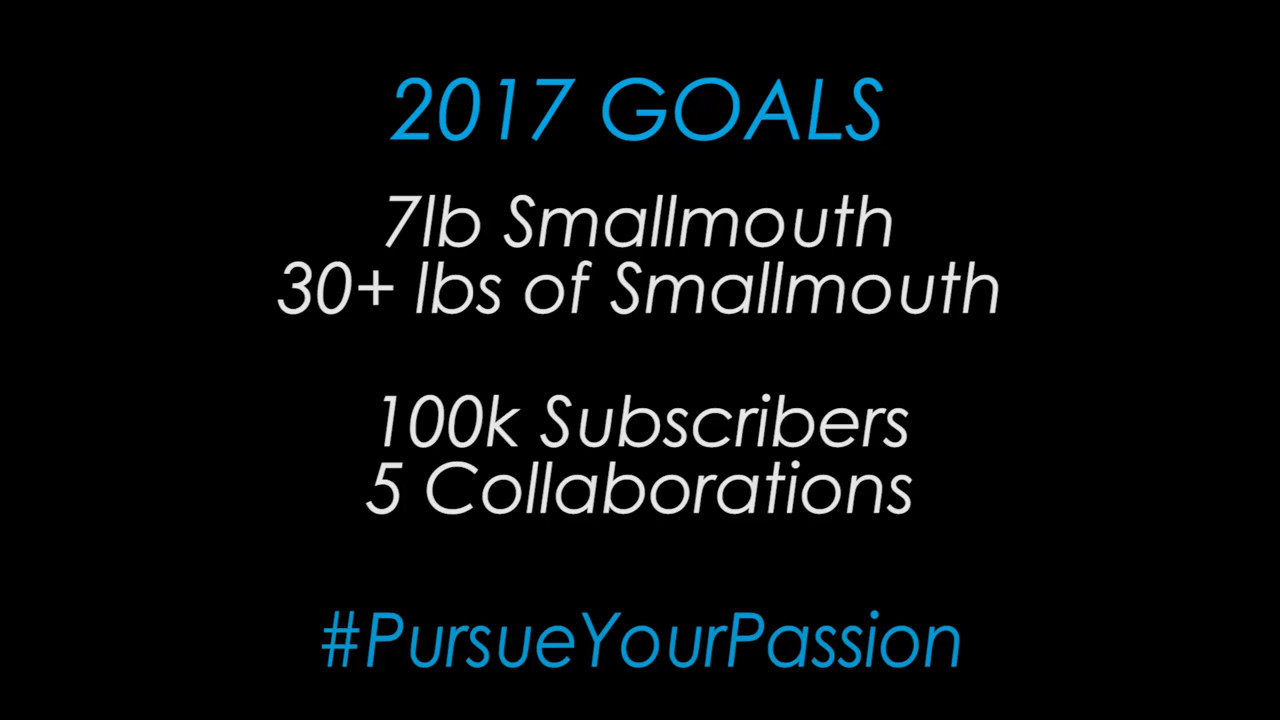 2017 GOALS
7lb Smallmouth
30+ lbs of Smallmouth
100k Subscribers
5 Collaborations
#PursueYourPassion